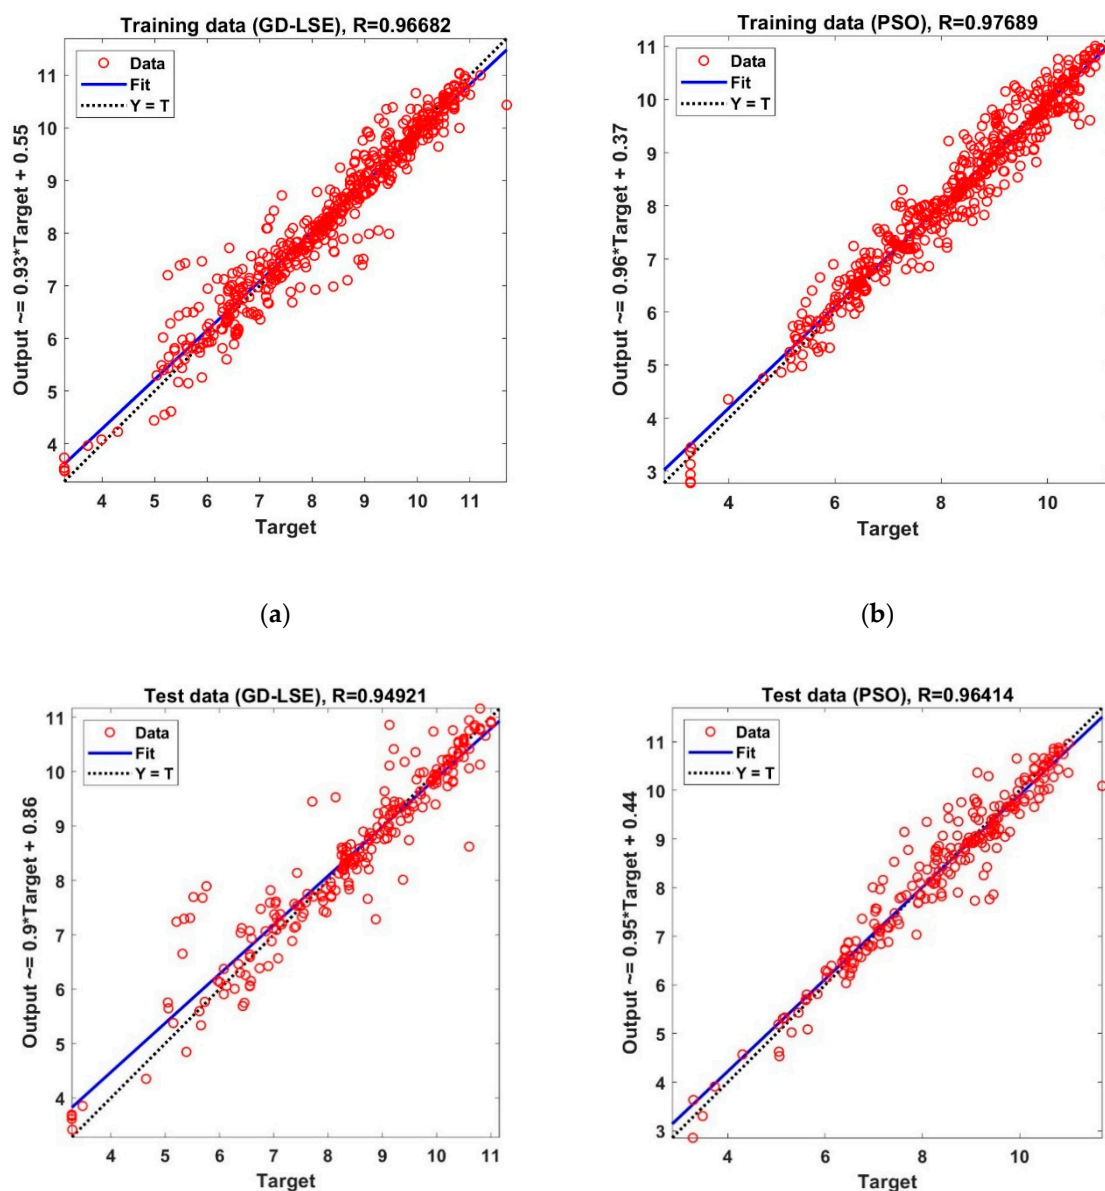 Training data (GD-LSE), R=0.96682
Data
Fit
Y = T
Output ~= 0.93*Target + 0.55
11
10
9
8
7
6
5
4
4 5 6 7 8 9 10 11
Target
(a)
Training data (PSO), R=0.97689
Data
Fit
Y = T
Output ~= 0.96*Target + 0.37
11
10
9
8
7
6
5
4
3
4 6 8 10
Target
(b)
Test data (GD-LSE), R=0.94921
Data
Fit
Y = T
Output ~= 0.9*Target + 0.86
11
10
9
8
7
6
5
4
4 5 6 7 8 9 10 11
Target
Test data (PSO), R=0.96414
Data
Fit
Y = T
Output ~= 0.95*Target + 0.44
11
10
9
8
7
6
5
4
3
4 6 8 10
Target